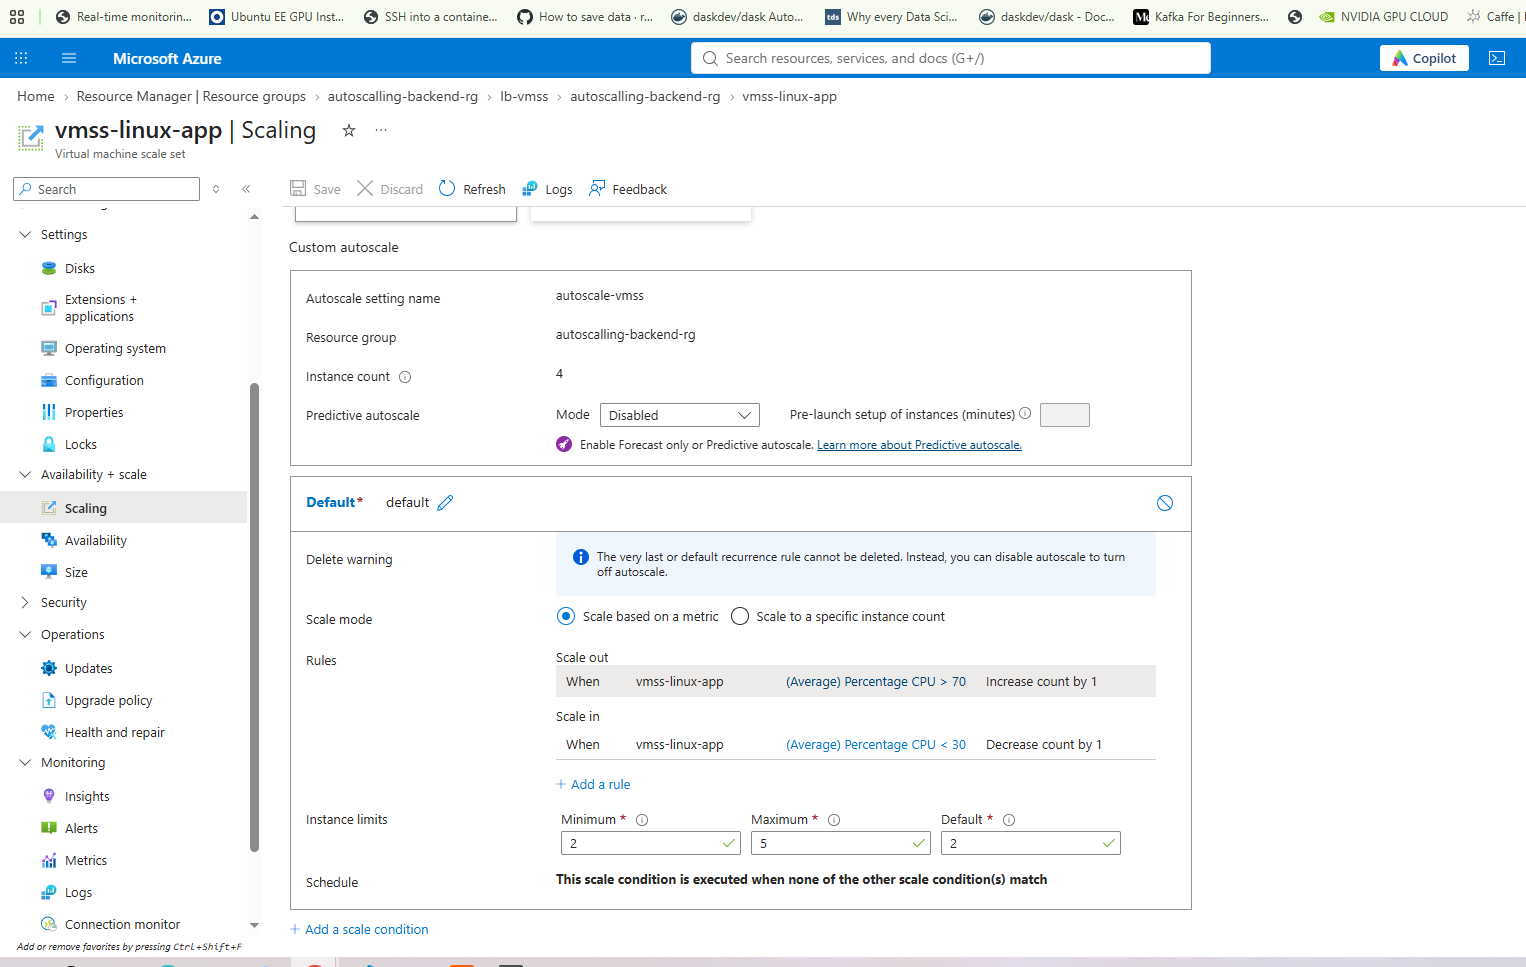 Real-time monitorin...
Ubuntu EE GPU Inst...
SSH into a containe...
How to save data · r...
daskdev/dask Auto...
tds
Why every Data Sci...
daskdev/dask - Doc...
Kafka For Beginners...
NVIDIA GPU CLOUD
Caffe |
Microsoft Azure
Search resources, services, and docs (G+/)
Copilot
Home > Resource Manager | Resource groups > autoscalling-backend-rg > lb-vmss > autoscalling-backend-rg > vmss-linux-app
vmss-linux-app | Scaling
Virtual machine scale set
Search
Save
Discard
Refresh
Logs
Feedback
Settings
Disks
Extensions +
applications
Operating system
Configuration
Properties
Locks
Availability + scale
Scaling
Availability
Size
Security
Operations
Updates
Upgrade policy
Health and repair
Monitoring
Insights
Alerts
Metrics
Logs
Connection monitor
Add or remove favorites by pressing Ctrl+Shift+F
Custom autoscale
Autoscale setting name
autoscale-vmss
Resource group
autoscalling-backend-rg
Instance count
4
Predictive autoscale
Mode
Disabled
Pre-launch setup of instances (minutes)
Enable Forecast only or Predictive autoscale. Learn more about Predictive autoscale.
Default*
default
Delete warning
The very last or default recurrence rule cannot be deleted. Instead, you can disable autoscale to turn
off autoscale.
Scale mode
Scale based on a metric
Scale to a specific instance count
Rules
Scale out
When vmss-linux-app (Average) Percentage CPU > 70 Increase count by 1
Scale in
When vmss-linux-app (Average) Percentage CPU < 30 Decrease count by 1
+ Add a rule
Instance limits
Minimum *
2
Maximum *
5
Default *
2
Schedule
This scale condition is executed when none of the other scale condition(s) match
+ Add a scale condition